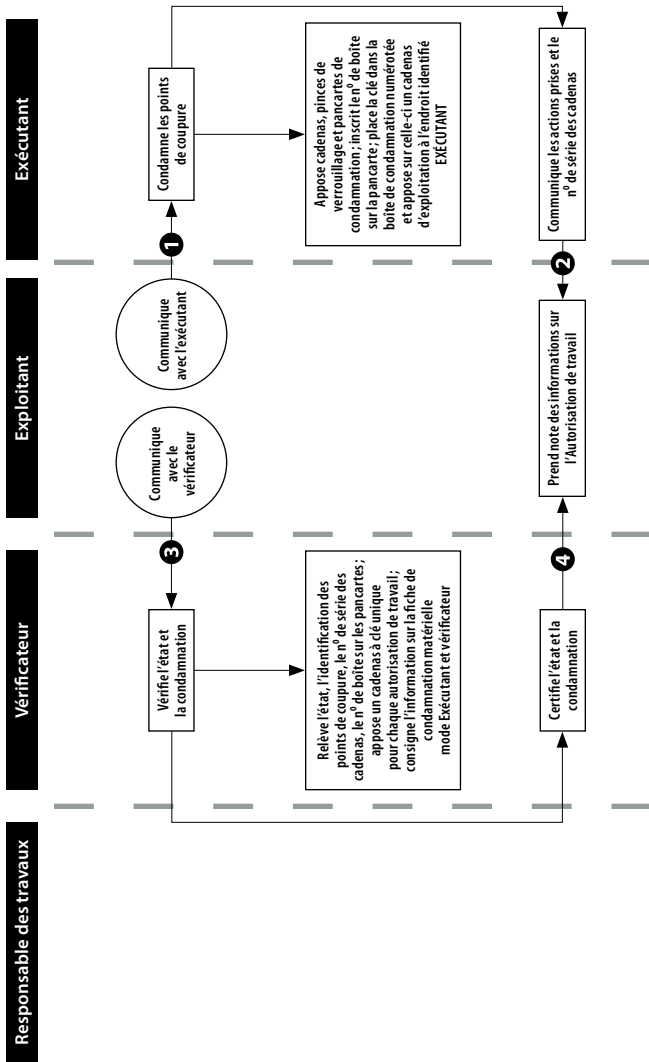 Responsable des travaux
Vérificateur
Exploitant
Exécutant
Vérifie l'état et
la condamnation
3
Communique
avec le
vérificateur
Communique
avec l'exécutant
1
Condamne les points
de coupure
Relève l'état, l'identification des
points de coupure, le nº de série des
cadenas, le nº de boîte sur les pancartes ;
appose un cadenas à clé unique
pour chaque autorisation de travail ;
consigne l'information sur la fiche de
condamnation matérielle
mode Exécutant et vérificateur
Appose cadenas, pinces de
verrouillage et pancartes de
condamnation ; inscrit le nº de boîte
sur la pancarte ; place la clé dans la
boîte de condamnation numérotée
et appose sur celle-ci un cadenas
d'exploitation à l'endroit identifié
EXÉCUTANT
Certifie l'état et la
condamnation
4
Prend note des informations sur
l'Autorisation de travail
2
Communique les actions prises et le
nº de série des cadenas